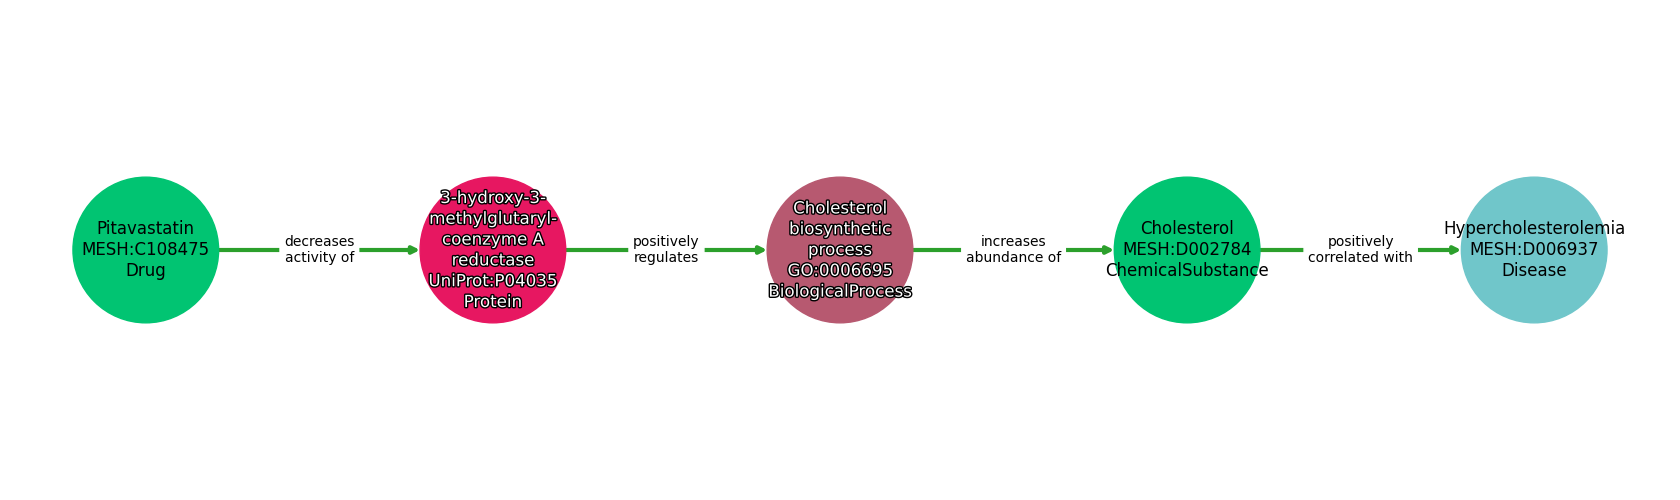 Pitavastatin
MESH:C108475
Drug
decreases
activity of
3-hydroxy-3-
methylglutaryl-
coenzyme A
reductase
UniProt:P04035
Protein
positively
regulates
Cholesterol
biosynthetic
process
GO:0006695
BiologicalProcess
increases
abundance of
Cholesterol
MESH:D002784
ChemicalSubstance
positively
correlated with
Hypercholesterolemia
MESH:D006937
Disease